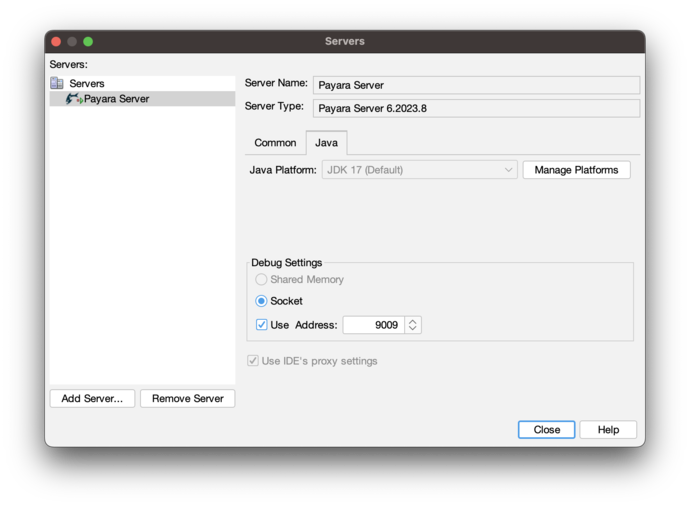 Servers
Servers:
Servers
Payara Server
Server Name: Payara Server
Server Type: Payara Server 6.2023.8
Common Java
Java Platform: JDK 17 (Default) Manage Platforms
Debug Settings
Shared Memory
Socket
Use Address: 9009
Use IDE's proxy settings
Add Server... Remove Server
Close Help